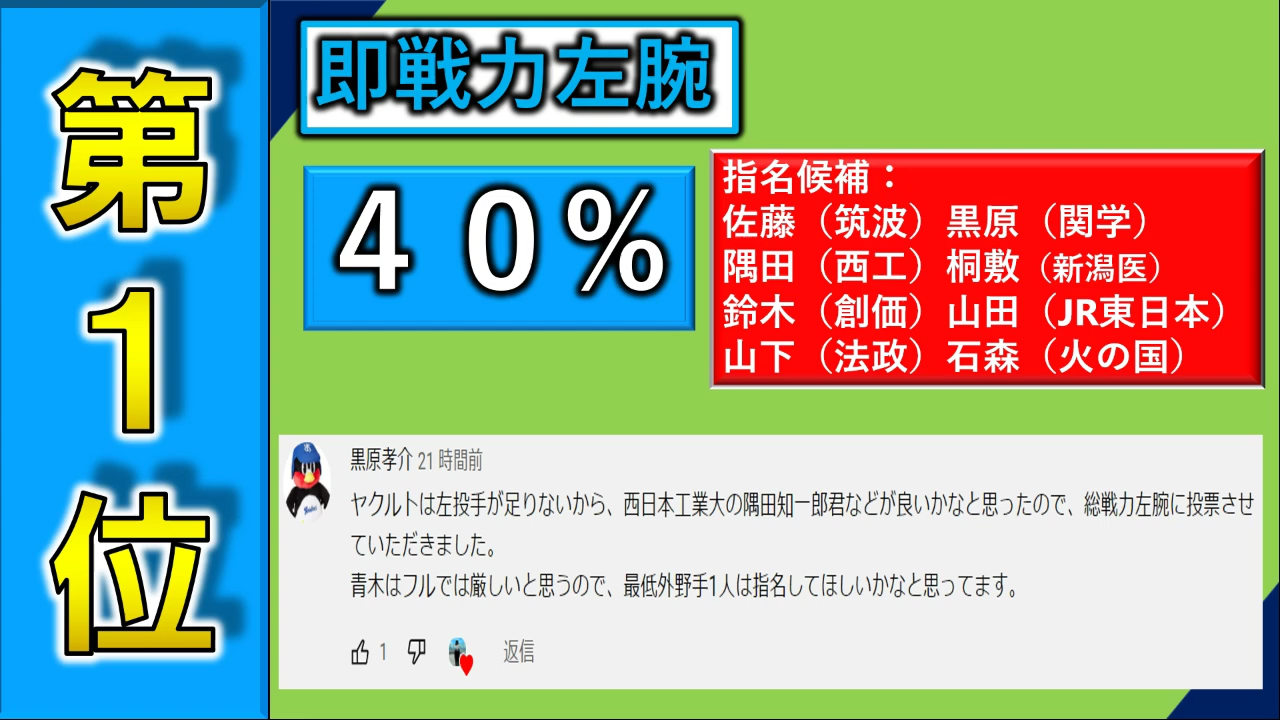 第1位
即戦力左腕
40%
指名候補：
佐藤（筑波）黒原（関学）
隅田（西工）桐敷（新潟医）
鈴木（創価）山田（JR東日本）
山下（法政）石森（火の国）
黒原孝介 21 時間前
ヤクルトは左投手が足りないから、西日本工業大の隅田知一郎君などが良いかなと思ったので、総戦力左腕に投票させ
ていただきました。
青木はフルでは厳しいと思うので、最低外野手1人は指名してほしいかなと思ってます。
1 返信